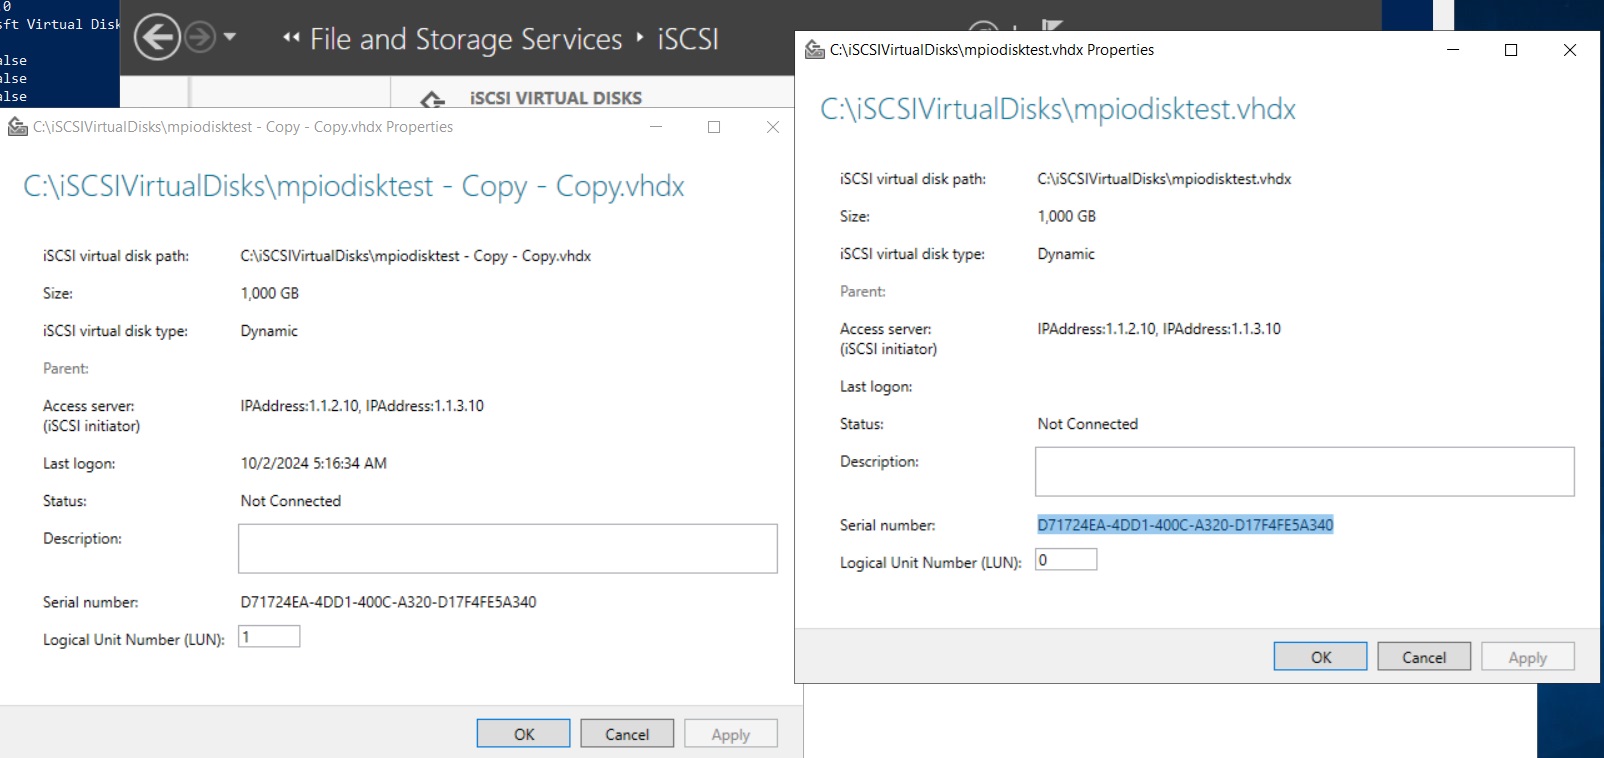 .0
sft Virtual Disk
alse
alse
alse
File and Storage Services ‣ iSCSI
iSCSI VIRTUAL DISKS
C:\iSCSIVirtualDisks\mpiodisktest - Copy - Copy.vhdx Properties
C:\iSCSIVirtualDisks\mpiodisktest - Copy - Copy.vhdx
iSCSI virtual disk path: C:\iSCSIVirtualDisks\mpiodisktest - Copy - Copy.vhdx
Size: 1,000 GB
iSCSI virtual disk type: Dynamic
Parent:
Access server: IPAddress:1.1.2.10, IPAddress:1.1.3.10
(iSCSI initiator)
Last logon: 10/2/2024 5:16:34 AM
Status: Not Connected
Description:
Serial number: D71724EA-4DD1-400C-A320-D17F4FE5A340
Logical Unit Number (LUN): 1
OK Cancel Apply
C:\iSCSIVirtualDisks\mpiodisktest.vhdx Properties
C:\iSCSIVirtualDisks\mpiodisktest.vhdx
iSCSI virtual disk path: C:\iSCSIVirtualDisks\mpiodisktest.vhdx
Size: 1,000 GB
iSCSI virtual disk type: Dynamic
Parent:
Access server: IPAddress:1.1.2.10, IPAddress:1.1.3.10
(iSCSI initiator)
Last logon:
Status: Not Connected
Description:
Serial number: D71724EA-4DD1-400C-A320-D17F4FE5A340
Logical Unit Number (LUN): 0
OK Cancel Apply